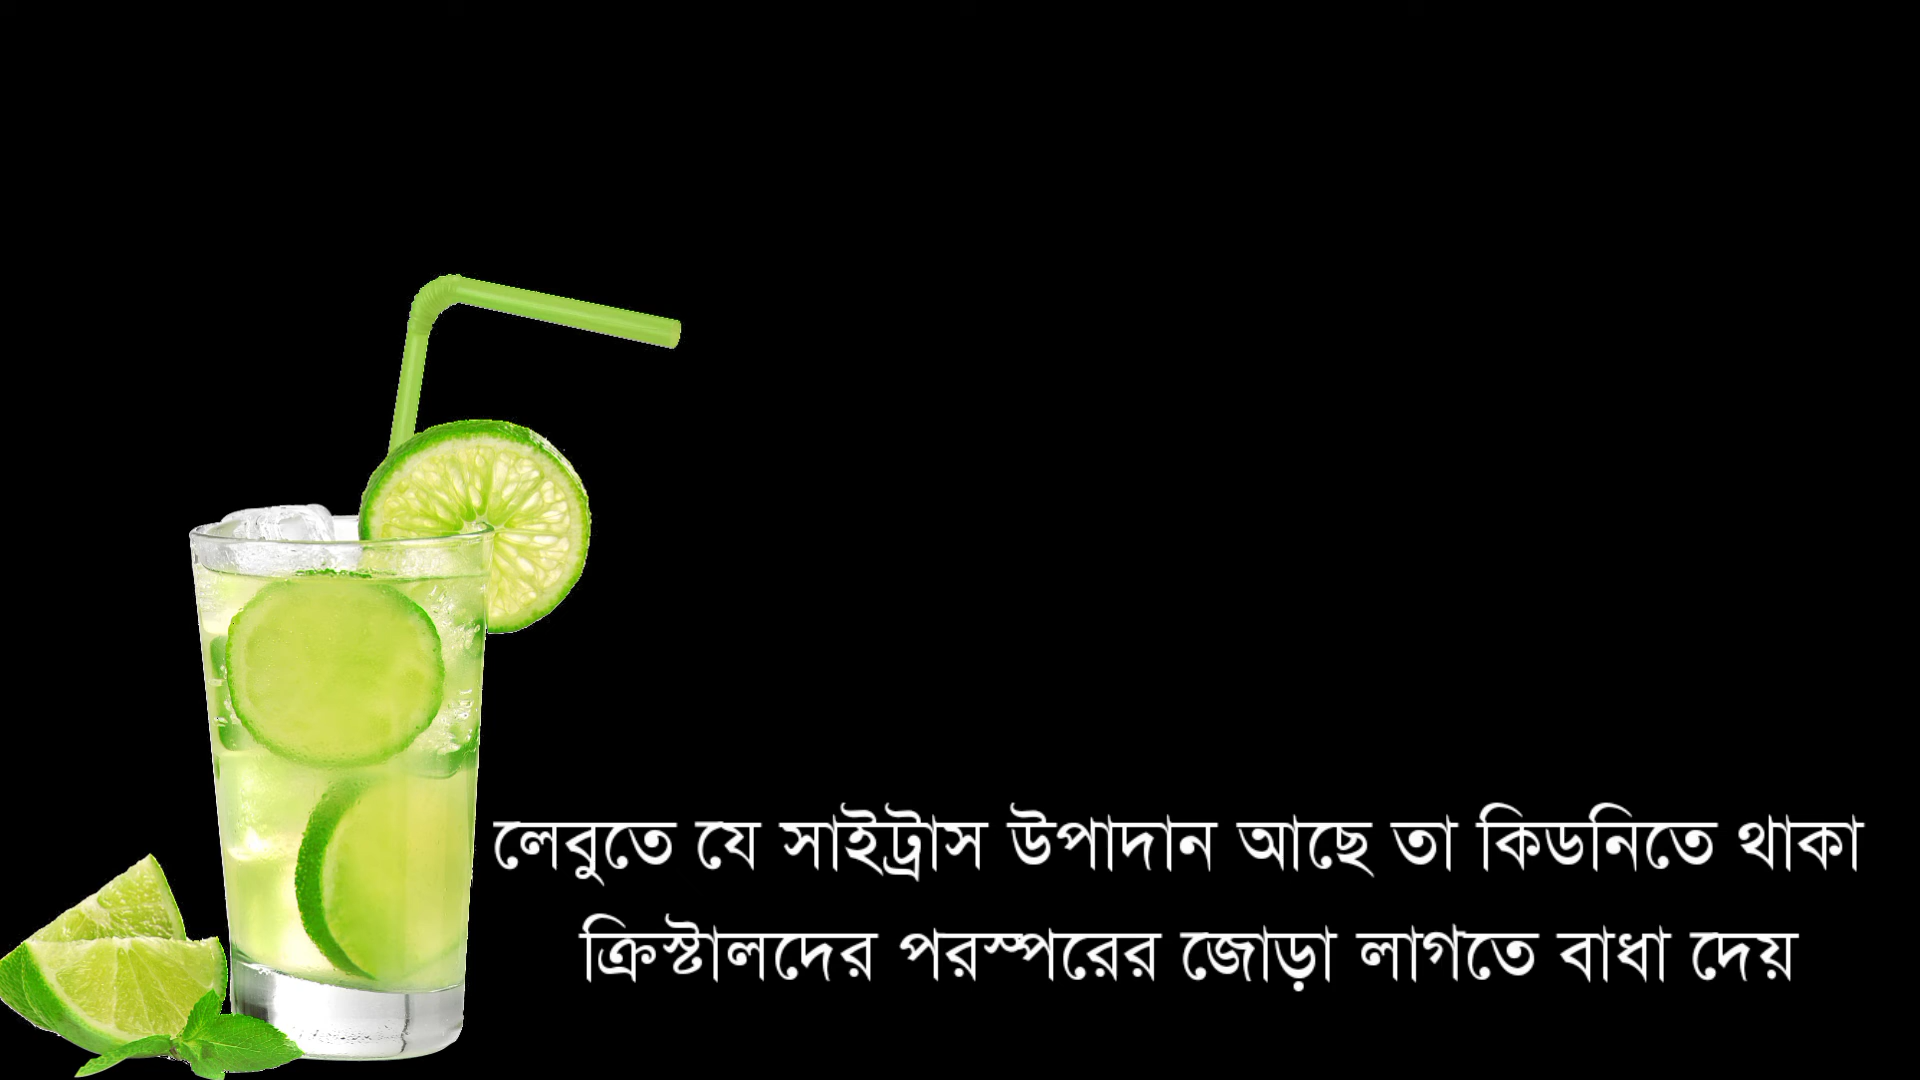 লেবুতে যে সাইট্রাস উপাদান আছে তা কিডনিতে থাকা
ক্রিস্টালদের পরস্পরের জোড়া লাগতে বাধা দেয়